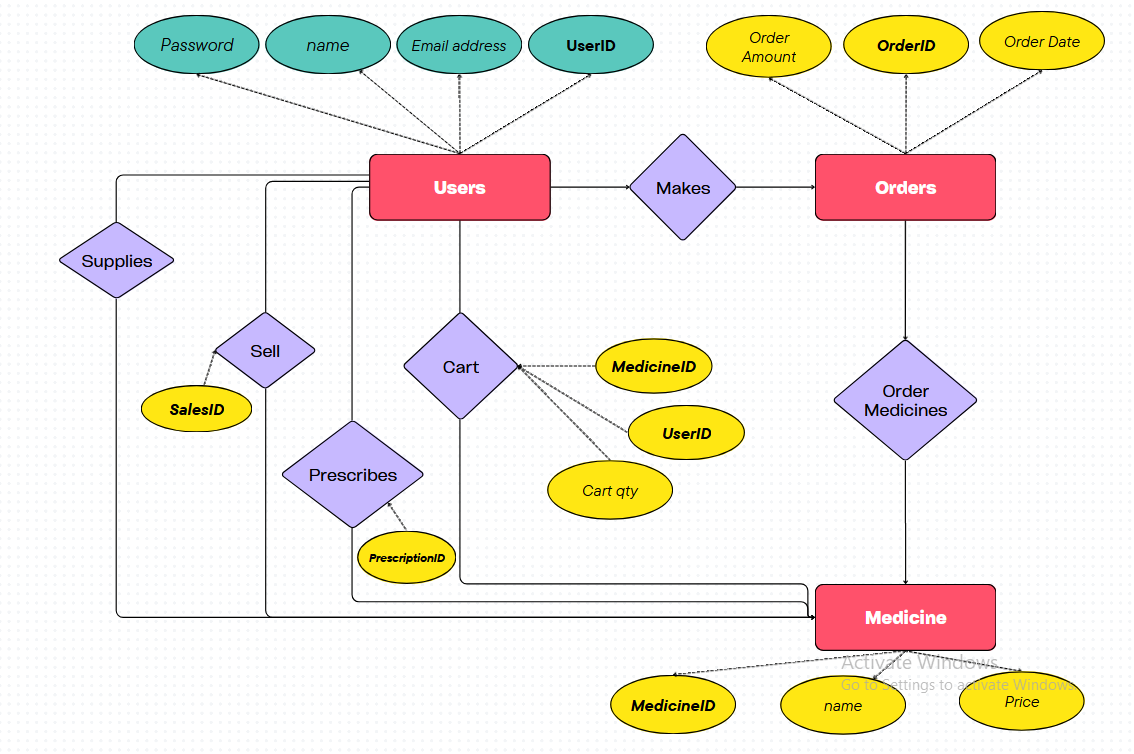 Password
name
Email address
UserID
Order
Amount
OrderID
Order Date
Users
Makes
Orders
Supplies
Sell
SalesID
Cart
MedicineID
UserID
Cart qty
Order
Medicines
Prescribes
PrescriptionID
Medicine
Activate Windows
Go to Settings to activate Windows.
MedicineID
name
Price